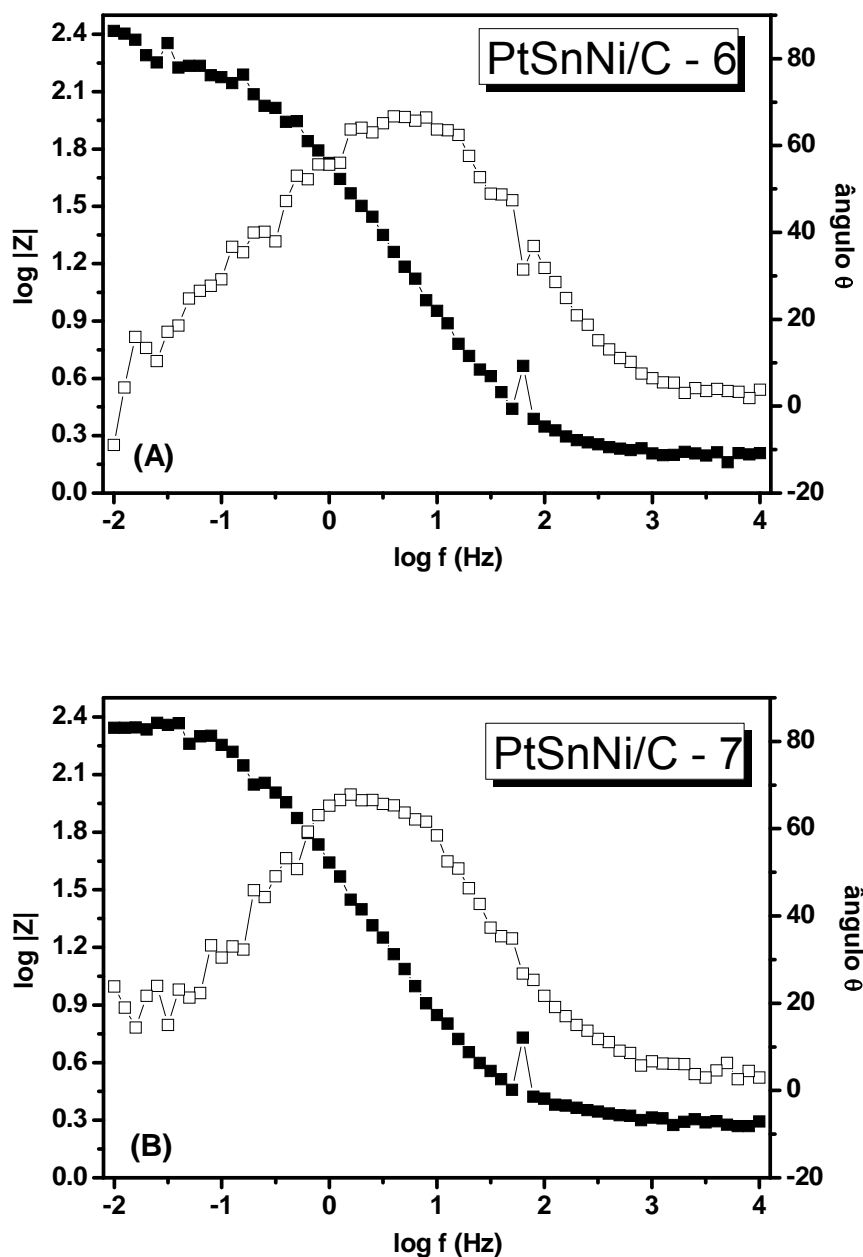 PtSnNi/C - 6
2.4
2.1
1.8
1.5
1.2
0.9
0.6
0.3
0.0
log |Z|
80
60
40
20
0
-20
ângulo θ
(A)
-2 -1 0 1 2 3 4
log f (Hz)
PtSnNi/C - 7
2.4
2.1
1.8
1.5
1.2
0.9
0.6
0.3
0.0
log |Z|
80
60
40
20
0
-20
ângulo θ
(B)
-2 -1 0 1 2 3 4
log f (Hz)